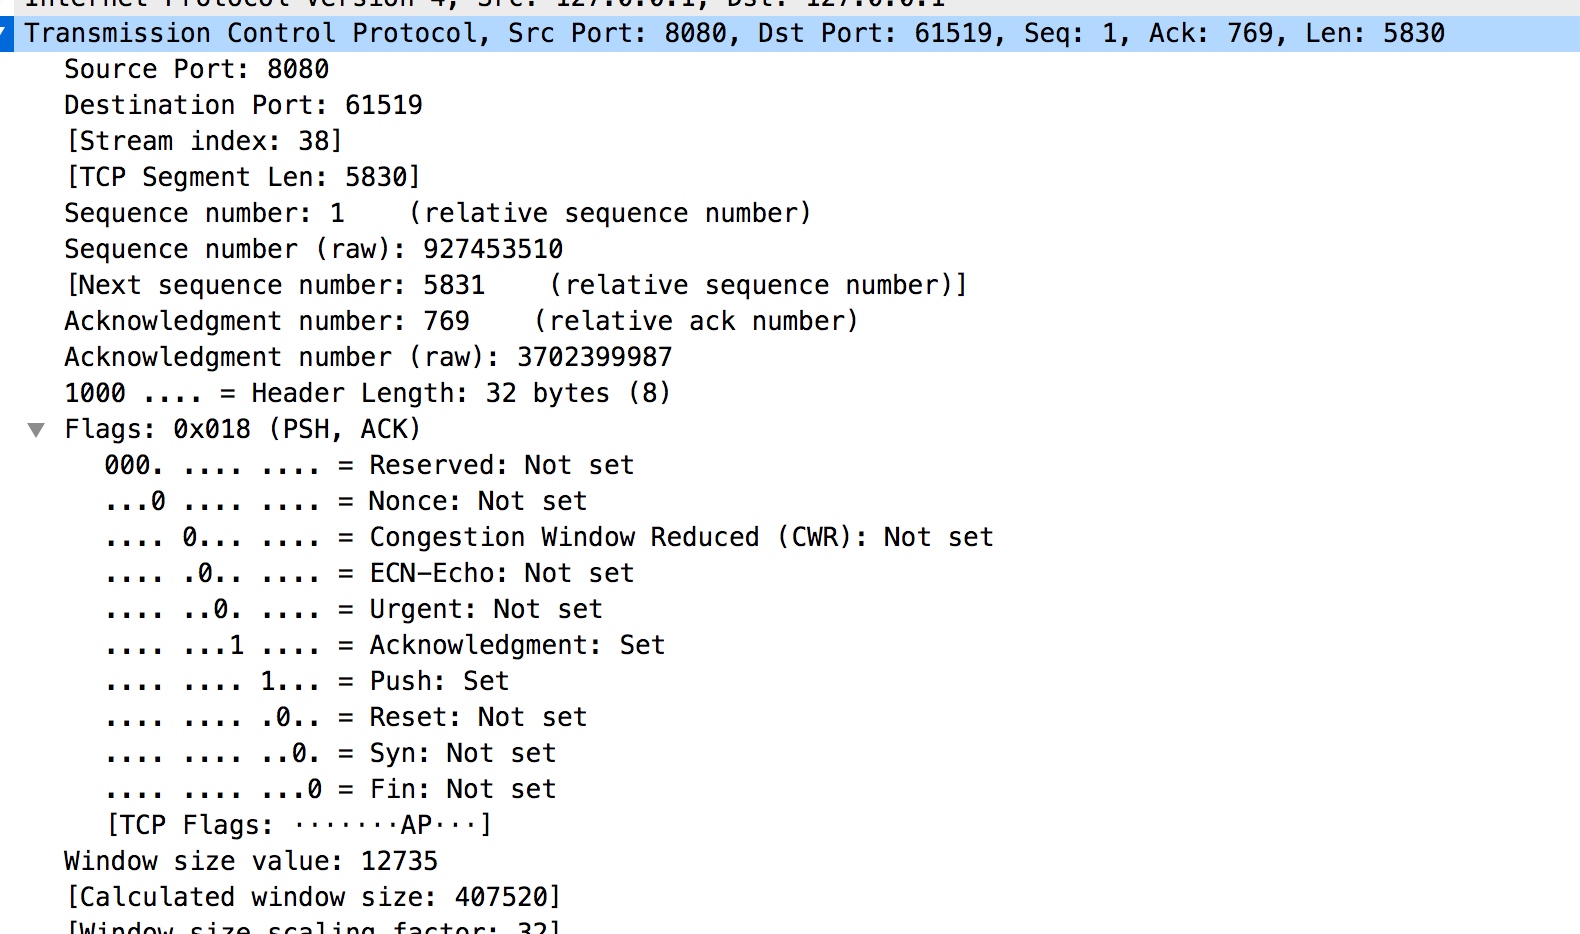 Internet Protocol Version 4, Src: 127.0.0.1, Dst: 127.0.0.1
Transmission Control Protocol, Src Port: 8080, Dst Port: 61519, Seq: 1, Ack: 769, Len: 5830
Source Port: 8080
Destination Port: 61519
[Stream index: 38]
[TCP Segment Len: 5830]
Sequence number: 1    (relative sequence number)
Sequence number (raw): 927453510
[Next sequence number: 5831    (relative sequence number)]
Acknowledgment number: 769    (relative ack number)
Acknowledgment number (raw): 3702399987
1000 .... = Header Length: 32 bytes (8)
Flags: 0x018 (PSH, ACK)
000. .... .... = Reserved: Not set
...0 .... .... = Nonce: Not set
.... 0... .... = Congestion Window Reduced (CWR): Not set
.... .0.. .... = ECN-Echo: Not set
.... ..0. .... = Urgent: Not set
.... ...1 .... = Acknowledgment: Set
.... .... 1... = Push: Set
.... .... .0.. = Reset: Not set
.... .... ..0. = Syn: Not set
.... .... ...0 = Fin: Not set
[TCP Flags: ·······AP···]
Window size value: 12735
[Calculated window size: 407520]
[Window size scaling factor: 32]